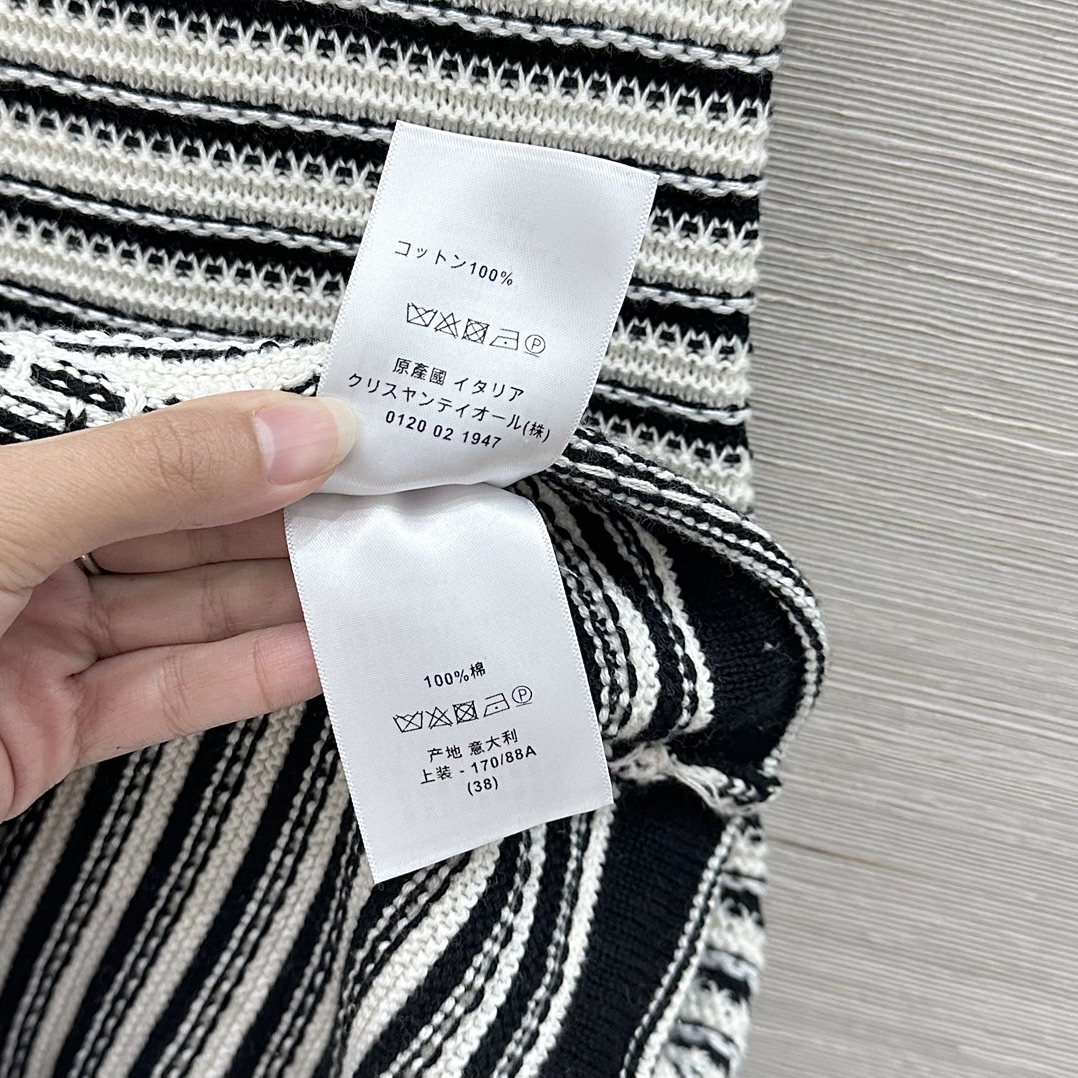 コットン100%
P
原產國 イタリア
クリスヤンテイオール(株)
0120 02 1947
100%棉
P
产地 意大利
上装 - 170/88A
(38)